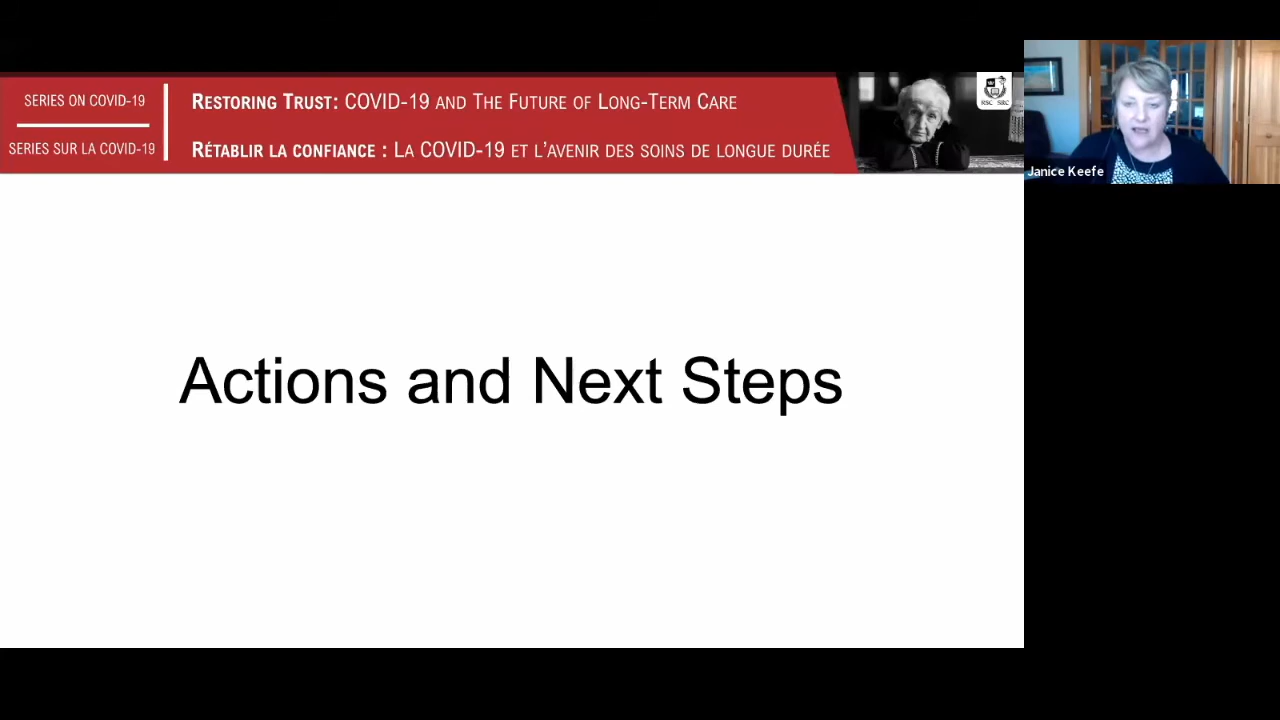 SERIES ON COVID-19
SERIES SUR LA COVID-19
RESTORING TRUST: COVID-19 AND THE FUTURE OF LONG-TERM CARE
RÉTABLIR LA CONFIANCE : LA COVID-19 ET L'AVENIR DES SOINS DE LONGUE DURÉE
RSC SRC
Janice Keefe
Actions and Next Steps